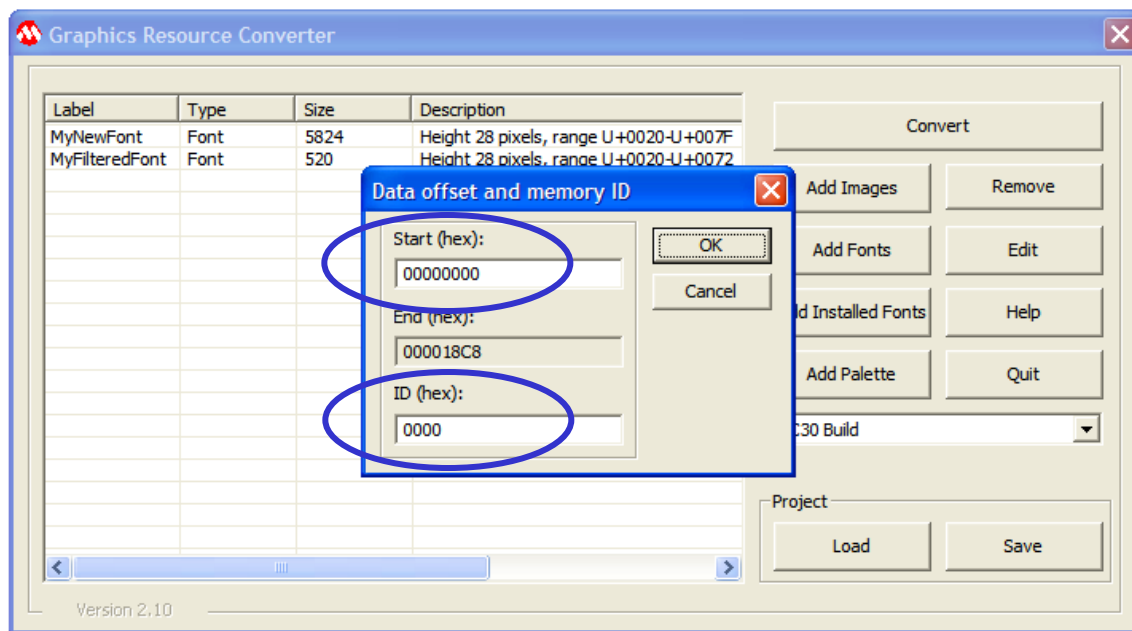 Graphics Resource Converter
Label Type Size Description
MyNewFont Font 5824 Height 28 pixels, range U+0020-U+007F
MyFilteredFont Font 520 Height 28 pixels, range U+0020-U+0072
Data offset and memory ID
Start (hex):
00000000
End (hex):
000018C8
ID (hex):
0000
OK
Cancel
Convert
Add Images Remove
Add Fonts Edit
Installed Fonts Help
Add Palette Quit
C30 Build
Project
Load Save
Version 2.10